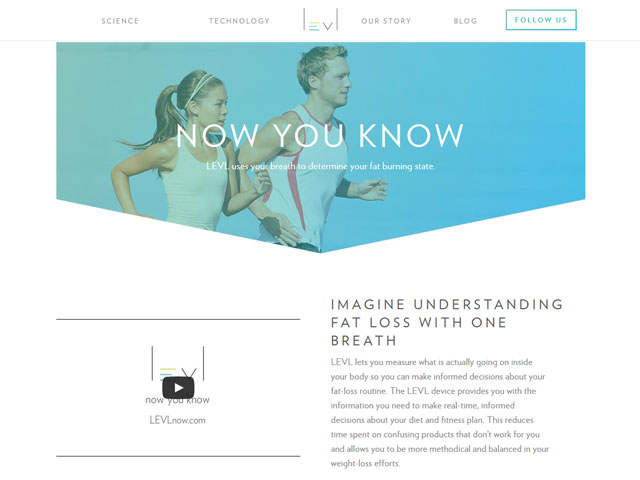 SCIENCE
TECHNOLOGY
LEVL
OUR STORY
BLOG
FOLLOW US
NOW YOU KNOW
LEVL uses your breath to determine your fat burning state.
LEVL
now you know
LEVLnow.com
IMAGINE UNDERSTANDING
FAT LOSS WITH ONE
BREATH
LEVL lets you measure what is actually going on inside
your body so you can make informed decisions about your
fat-loss routine. The LEVL device provides you with the
information you need to make real-time, informed
decisions about your diet and fitness plan. This reduces
time spent on confusing products that don't work for you
and allows you to be more methodical and balanced in your
weight-loss efforts.